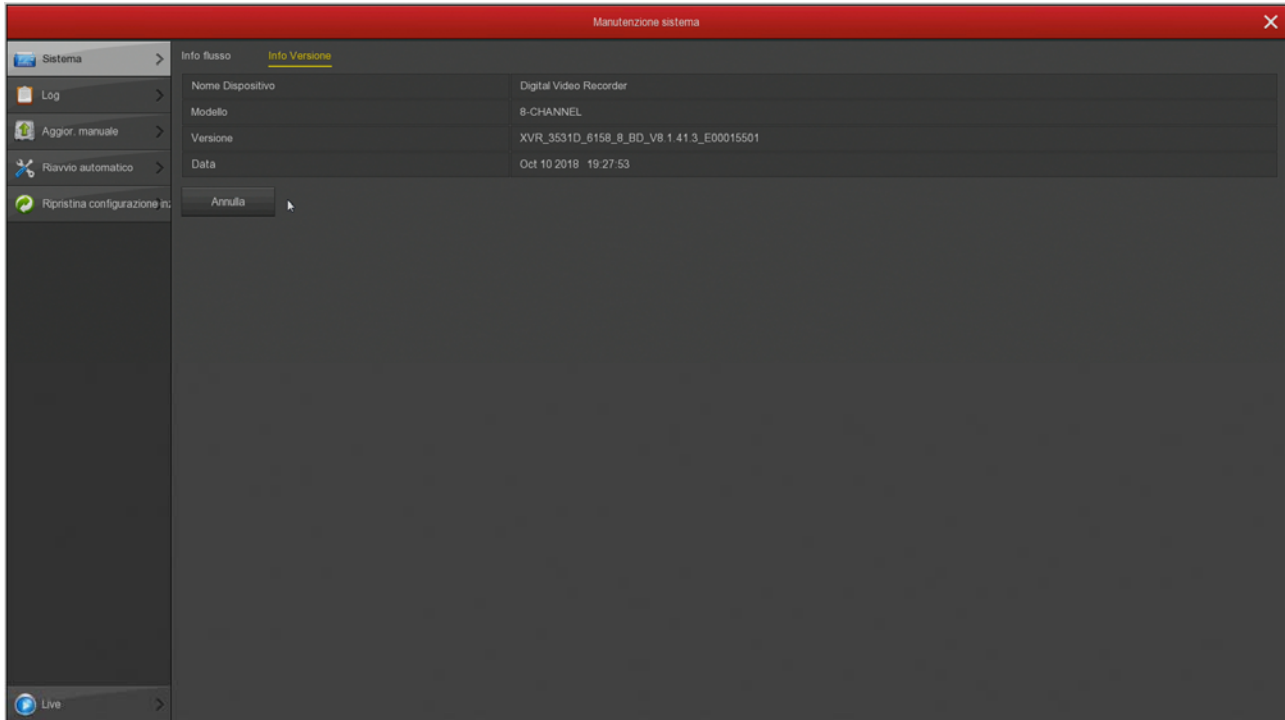 Manutenzione sistema
Sistema
Log
Aggior. manuale
Riavvio automatico
Ripristina configurazione
Live
Info flusso Info Versione
Nome Dispositivo Digital Video Recorder
Modello 8-CHANNEL
Versione XVR_3531D_6158_8_BD_V8.1.41.3_E00015501
Data Oct 10 2018 19:27:53
Annulla